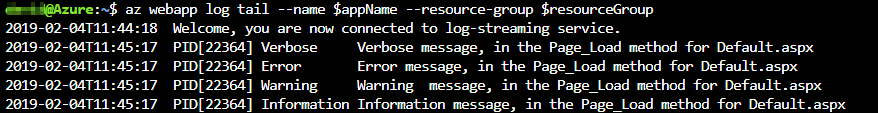 @Azure:~$ az webapp log tail --name $appName --resource-group $resourceGroup
2019-02-04T11:44:18  Welcome, you are now connected to log-streaming service.
2019-02-04T11:45:17  PID[22364] Verbose     Verbose message, in the Page_Load method for Default.aspx
2019-02-04T11:45:17  PID[22364] Error       Error message, in the Page_Load method for Default.aspx
2019-02-04T11:45:17  PID[22364] Warning     Warning  message, in the Page_Load method for Default.aspx
2019-02-04T11:45:17  PID[22364] Information Information message, in the Page_Load method for Default.aspx